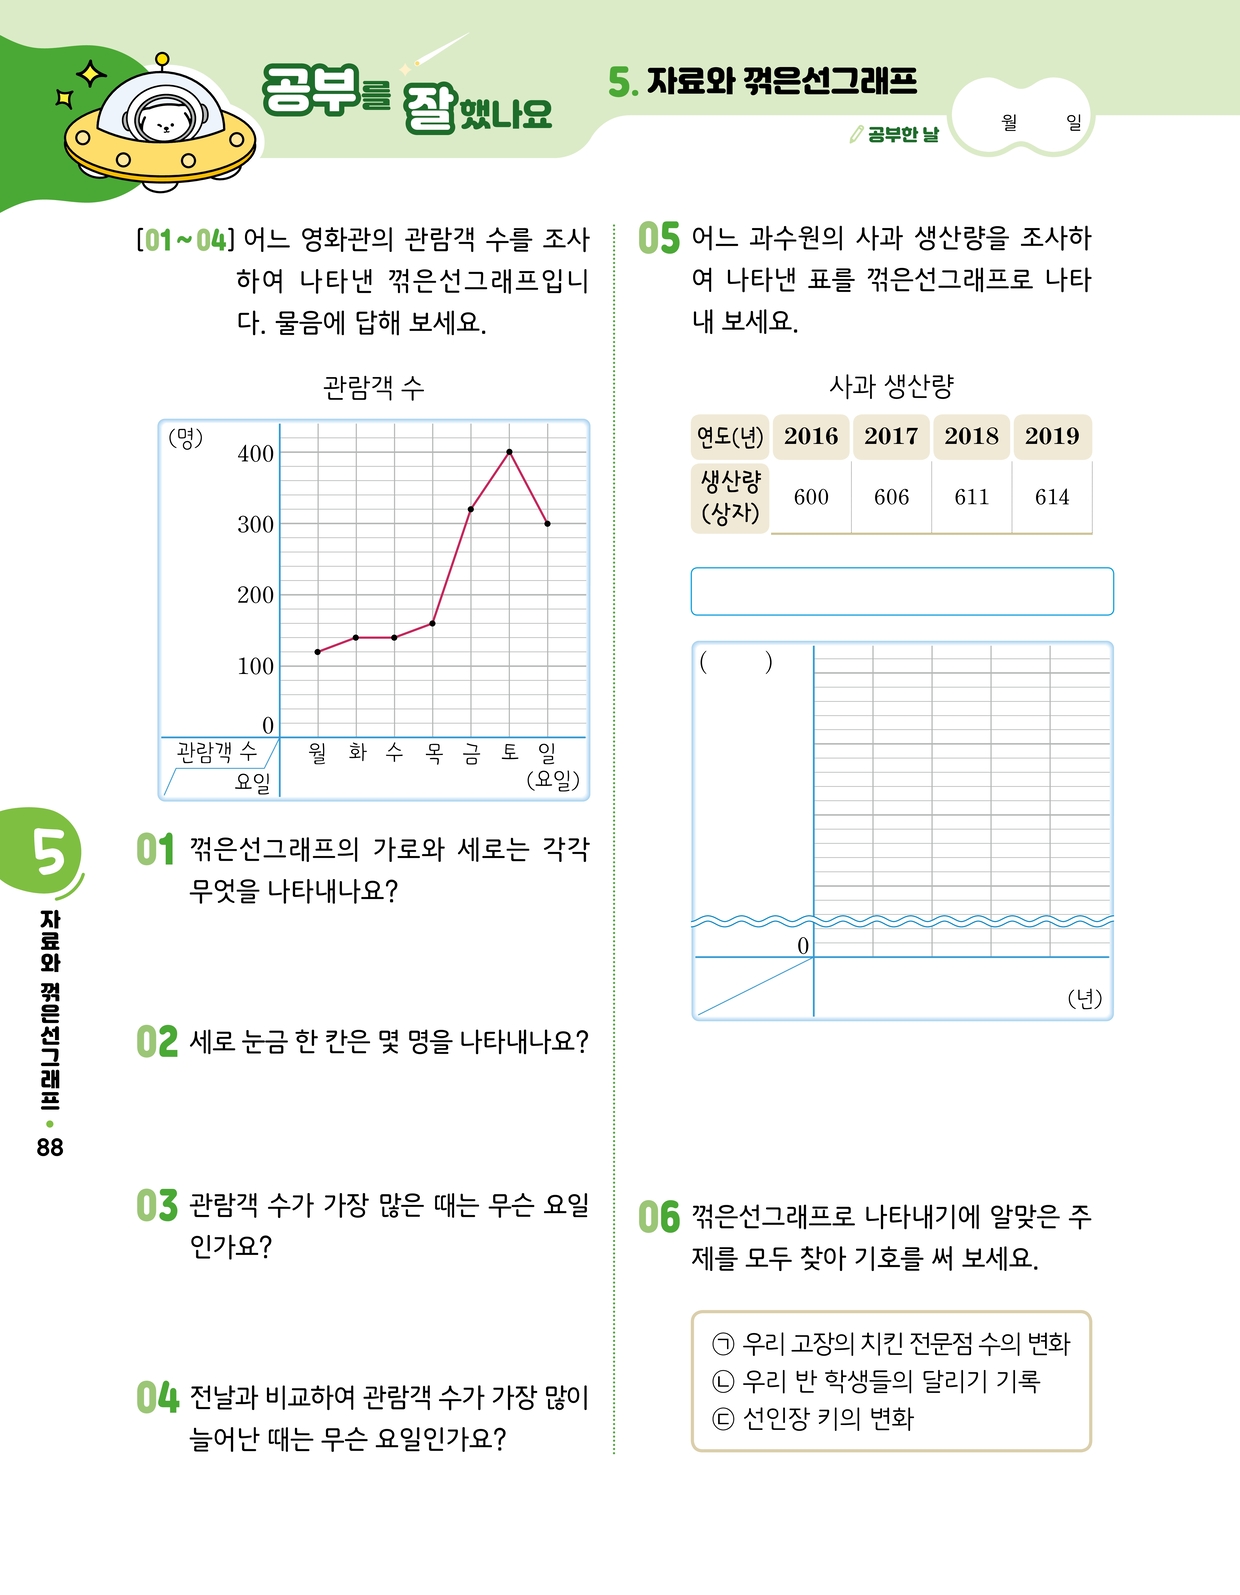 공부를 잘했나요
5. 자료와 꺾은선그래프
공부한 날
월 일
[01~04] 어느 영화관의 관람객 수를 조사
하여 나타낸 꺾은선그래프입니
다. 물음에 답해 보세요.
관람객 수
(명)
400
300
200
100
0
관람객 수
월 화 수 목 금 토 일
요일
(요일)
01 꺾은선그래프의 가로와 세로는 각각
무엇을 나타내나요?
02 세로 눈금 한 칸은 몇 명을 나타내나요?
03 관람객 수가 가장 많은 때는 무슨 요일
인가요?
04 전날과 비교하여 관람객 수가 가장 많이
늘어난 때는 무슨 요일인가요?
05 어느 과수원의 사과 생산량을 조사하
여 나타낸 표를 꺾은선그래프로 나타
내 보세요.
사과 생산량
연도(년) 2016 2017 2018 2019
생산량
(상자)
600 606 611 614
( )
0
(년)
06 꺾은선그래프로 나타내기에 알맞은 주
제를 모두 찾아 기호를 써 보세요.
㉠ 우리 고장의 치킨 전문점 수의 변화
㉡ 우리 반 학생들의 달리기 기록
㉢ 선인장 키의 변화
5
자료와 꺾은선그래프
88